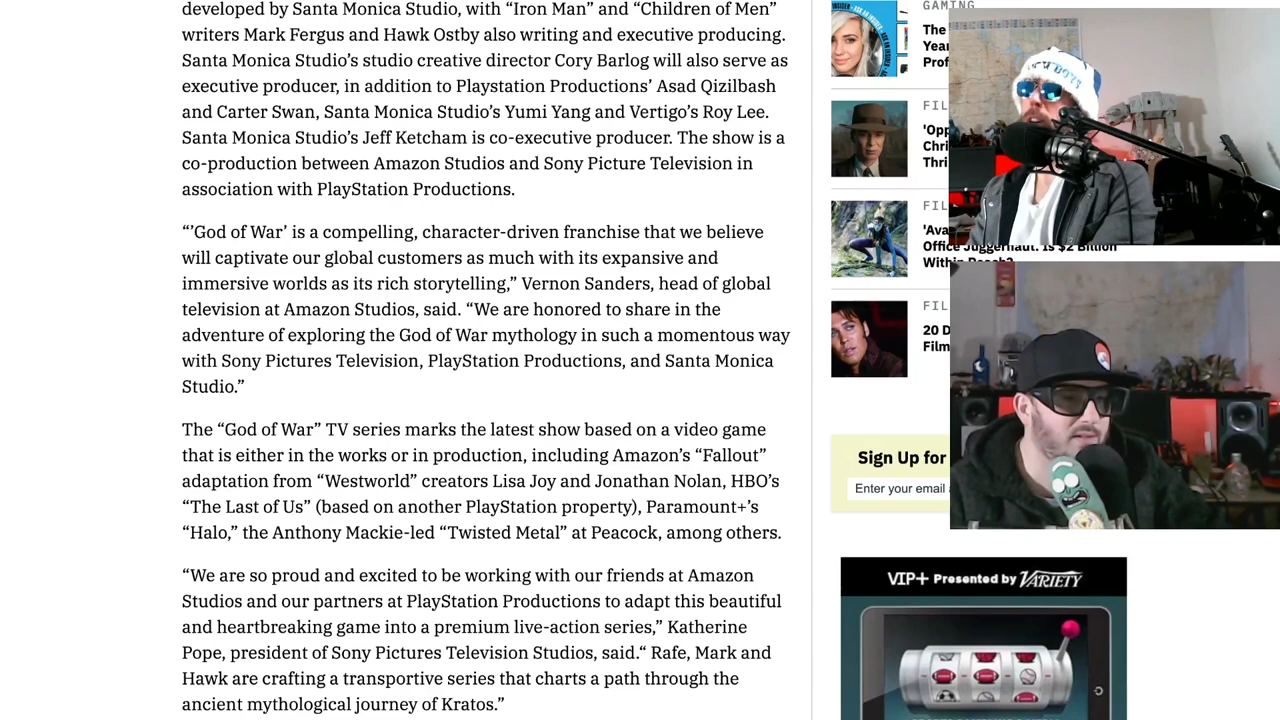 developed by Santa Monica Studio, with “Iron Man” and “Children of Men”
writers Mark Fergus and Hawk Ostby also writing and executive producing.
Santa Monica Studio’s studio creative director Cory Barlog will also serve as
executive producer, in addition to Playstation Productions’ Asad Qizilbash
and Carter Swan, Santa Monica Studio’s Yumi Yang and Vertigo’s Roy Lee.
Santa Monica Studio’s Jeff Ketcham is co-executive producer. The show is a
co-production between Amazon Studios and Sony Picture Television in
association with PlayStation Productions.
“’God of War’ is a compelling, character-driven franchise that we believe
will captivate our global customers as much with its expansive and
immersive worlds as its rich storytelling,” Vernon Sanders, head of global
television at Amazon Studios, said. “We are honored to share in the
adventure of exploring the God of War mythology in such a momentous way
with Sony Pictures Television, PlayStation Productions, and Santa Monica
Studio.”
The “God of War” TV series marks the latest show based on a video game
that is either in the works or in production, including Amazon’s “Fallout”
adaptation from “Westworld” creators Lisa Joy and Jonathan Nolan, HBO’s
“The Last of Us” (based on another PlayStation property), Paramount+’s
“Halo,” the Anthony Mackie-led “Twisted Metal” at Peacock, among others.
“We are so proud and excited to be working with our friends at Amazon
Studios and our partners at PlayStation Productions to adapt this beautiful
and heartbreaking game into a premium live-action series,” Katherine
Pope, president of Sony Pictures Television Studios, said.“ Rafe, Mark and
Hawk are crafting a transportive series that charts a path through the
ancient mythological journey of Kratos.”
GAMING
The
Year
Prof
FIL
'Opp
Chri
Thri
FIL
'Ava
Office Juggernaut. Is $2 Billion
Within Reach?
FIL
20 D
Film
Sign Up for
Enter your email
VIP+ Presented by VARIETY